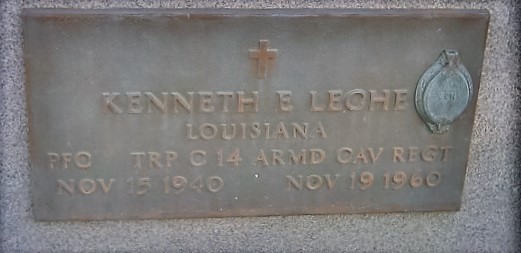 KENNETH E LECHE
LOUISIANA
PFC TRP C 14 ARMD CAV REGT
NOV 15 1940 NOV 19 1960